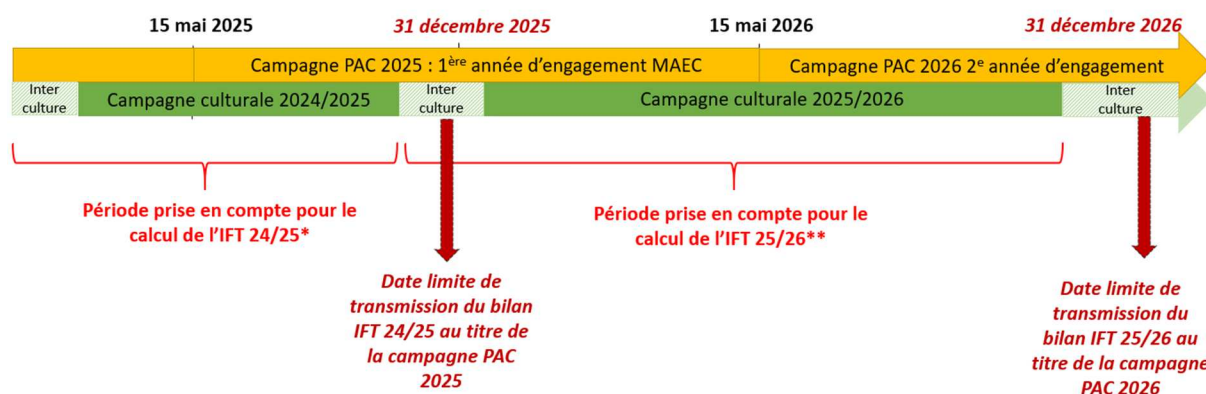 15 mai 2025
31 décembre 2025
15 mai 2026
31 décembre 2026
Campagne PAC 2025 : 1ère année d'engagement MAEC
Campagne PAC 2026 2e année d'engagement
Inter
culture
Campagne culturale 2024/2025
Inter
culture
Campagne culturale 2025/2026
Inter
culture
Période prise en compte pour le
calcul de l'IFT 24/25*
Période prise en compte pour le
calcul de l'IFT 25/26**
Date limite de
transmission du bilan
IFT 24/25 au titre de
la campagne PAC
2025
Date limite de
transmission du
bilan IFT 25/26 au
titre de la campagne
PAC 2026